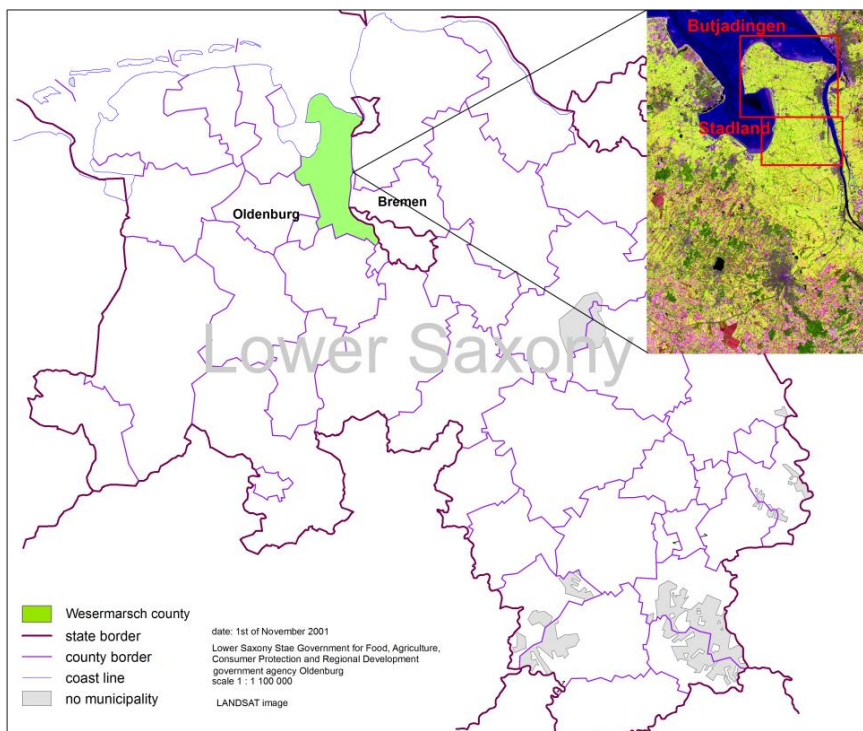 Butjadingen
Stadland
Oldenburg
Bremen
Lower Saxony
Wesermarsch county
state border
county border
coast line
no municipality
date: 1st of November 2001
Lower Saxony Stae Government for Food, Agriculture,
Consumer Protection and Regional Development
government agency Oldenburg
scale 1 : 1 100 000
LANDSAT image